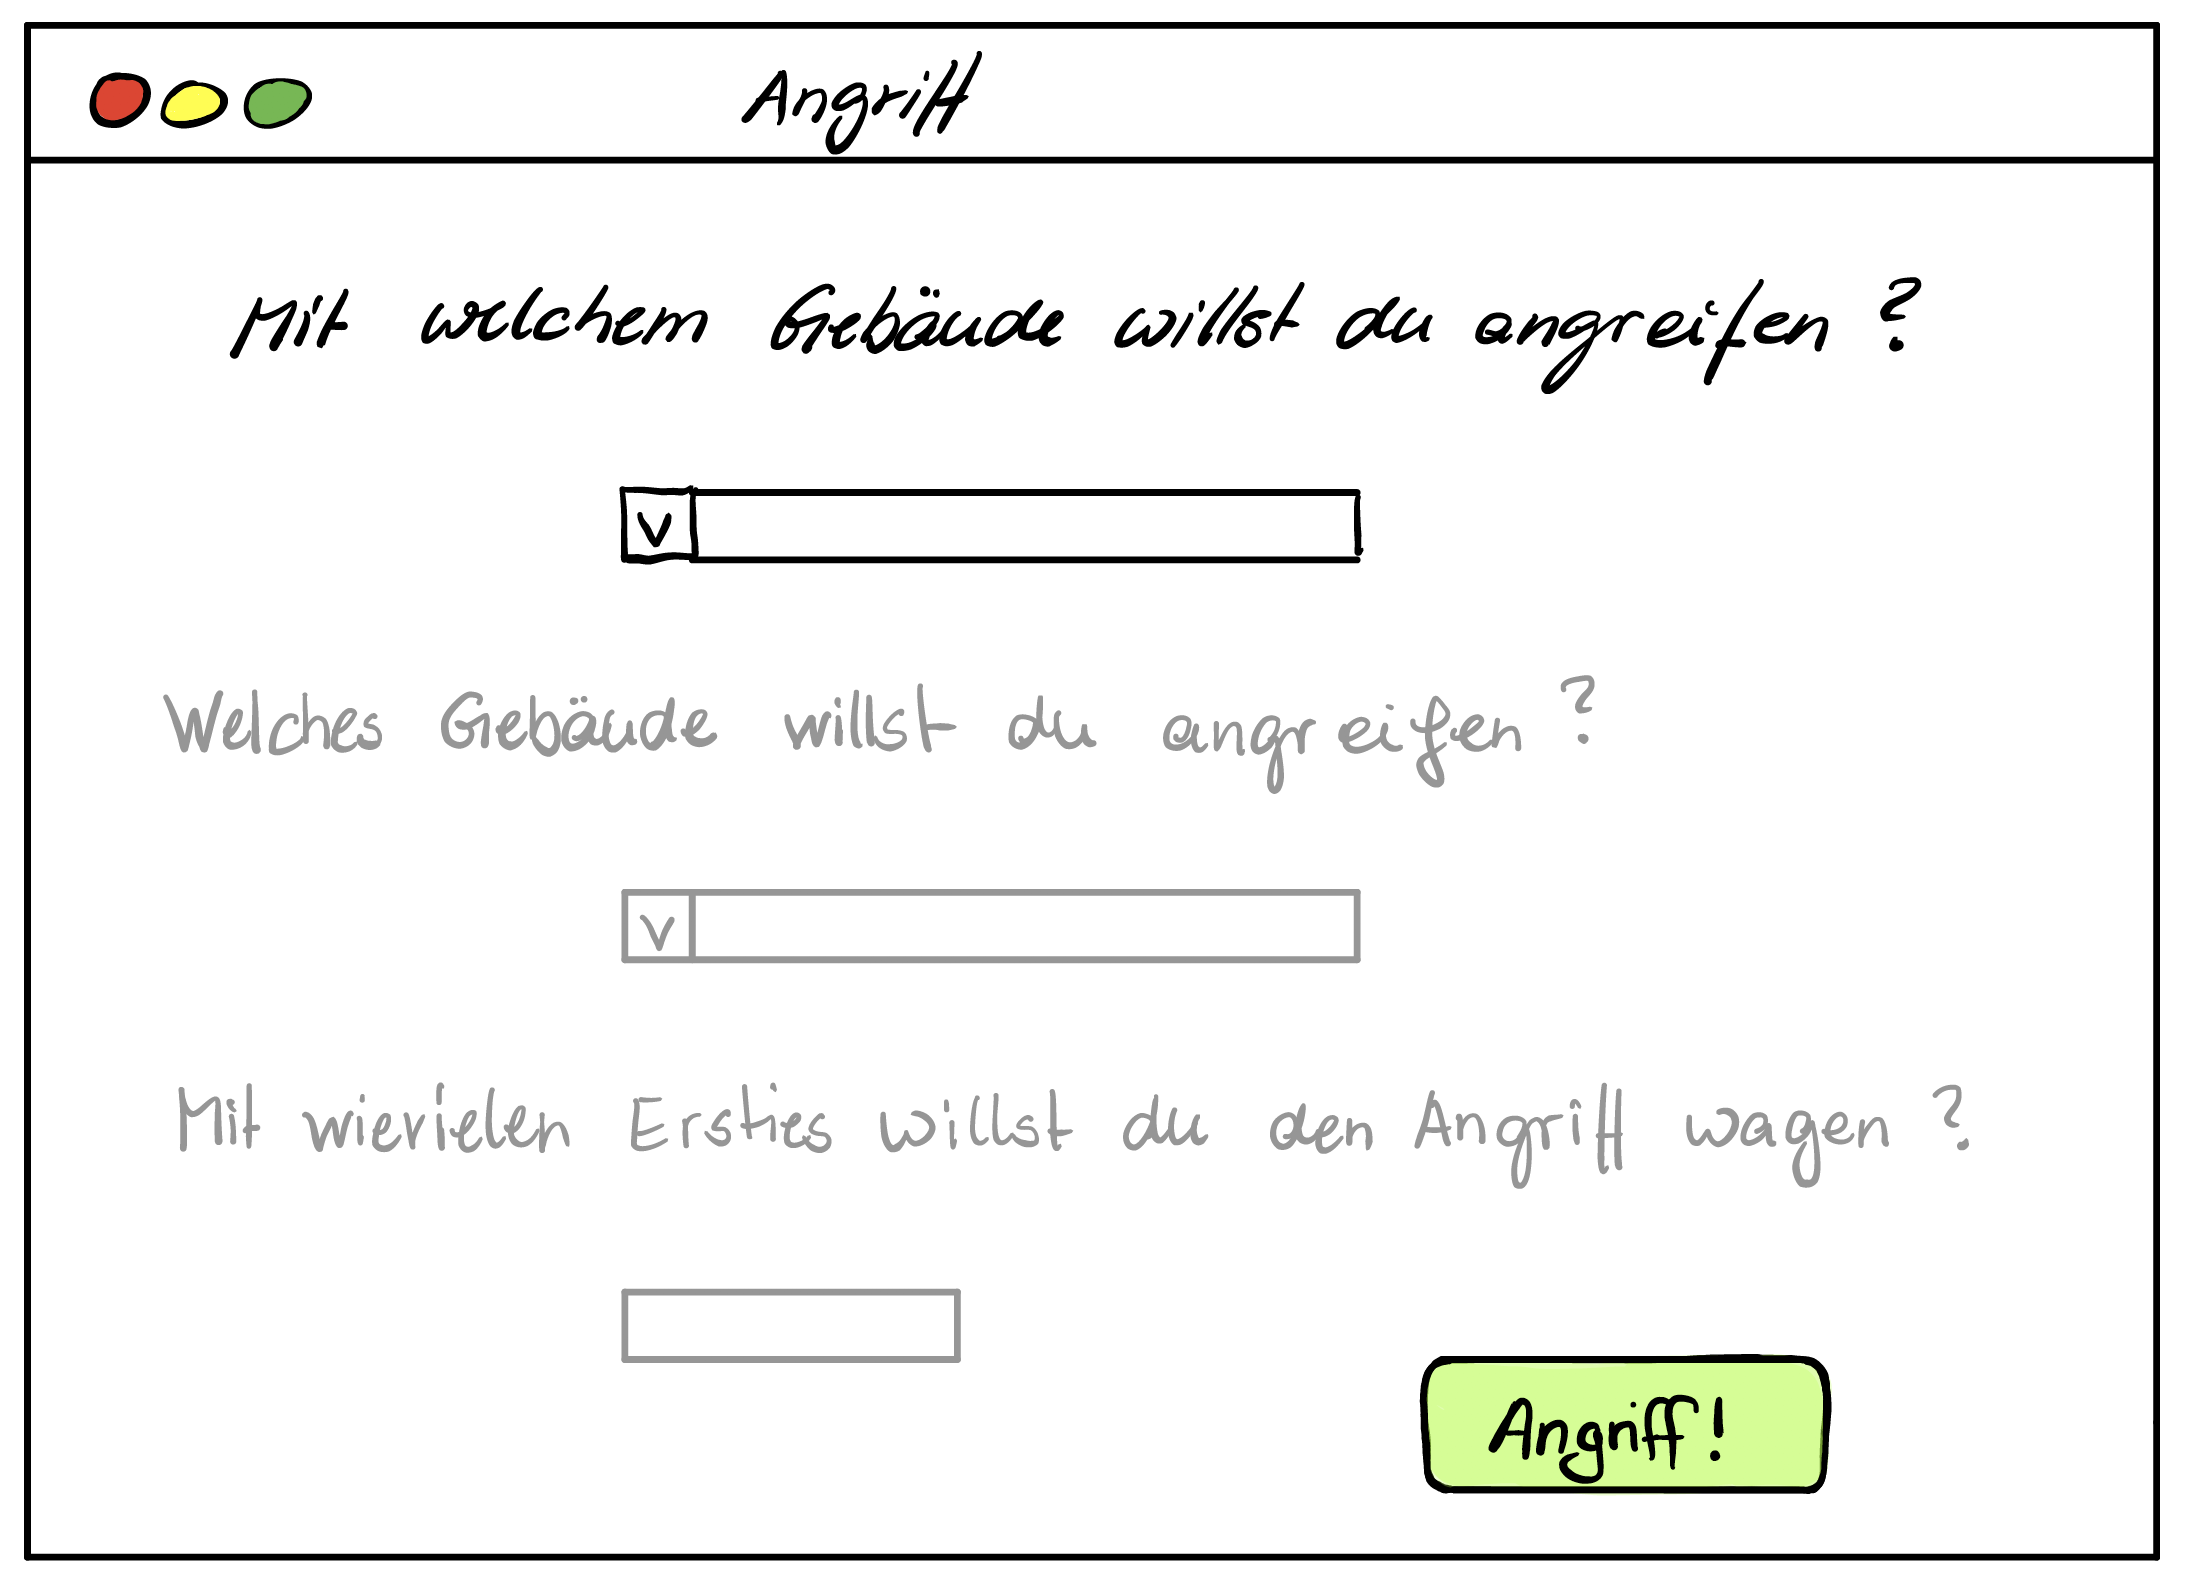 Angriff
Mit welchem Gebäude willst du angreifen ?
v
Welches Gebäude willst du angreifen ?
v
Mit wievielen Ersties willst du den Angriff wagen ?
Angriff!